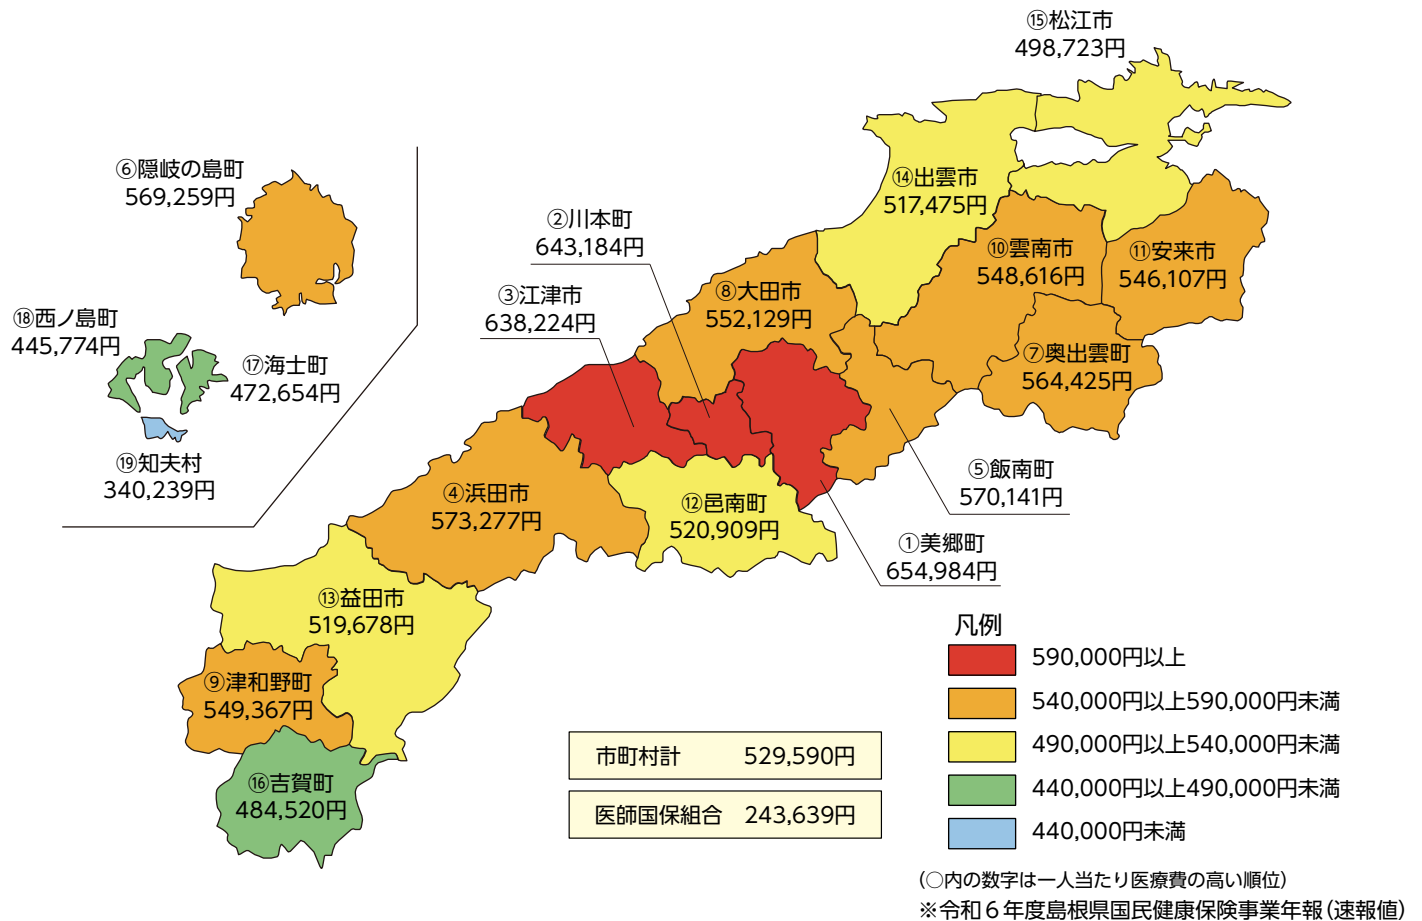 ⑮松江市
498,723円
⑥隠岐の島町
569,259円
⑭出雲市
517,475円
②川本町
643,184円
⑩雲南市
548,616円
⑪安来市
546,107円
③江津市
638,224円
⑧大田市
552,129円
⑱西ノ島町
445,774円
⑰海士町
472,654円
⑦奥出雲町
564,425円
⑲知夫村
340,239円
④浜田市
573,277円
⑫邑南町
520,909円
⑤飯南町
570,141円
①美郷町
654,984円
⑬益田市
519,678円
⑨津和野町
549,367円
⑯吉賀町
484,520円
市町村計 529,590円
医師国保組合 243,639円
凡例
590,000円以上
540,000円以上590,000円未満
490,000円以上540,000円未満
440,000円以上490,000円未満
440,000円未満
(○内の数字は一人当たり医療費の高い順位)
※令和6年度島根県国民健康保険事業年報(速報値)